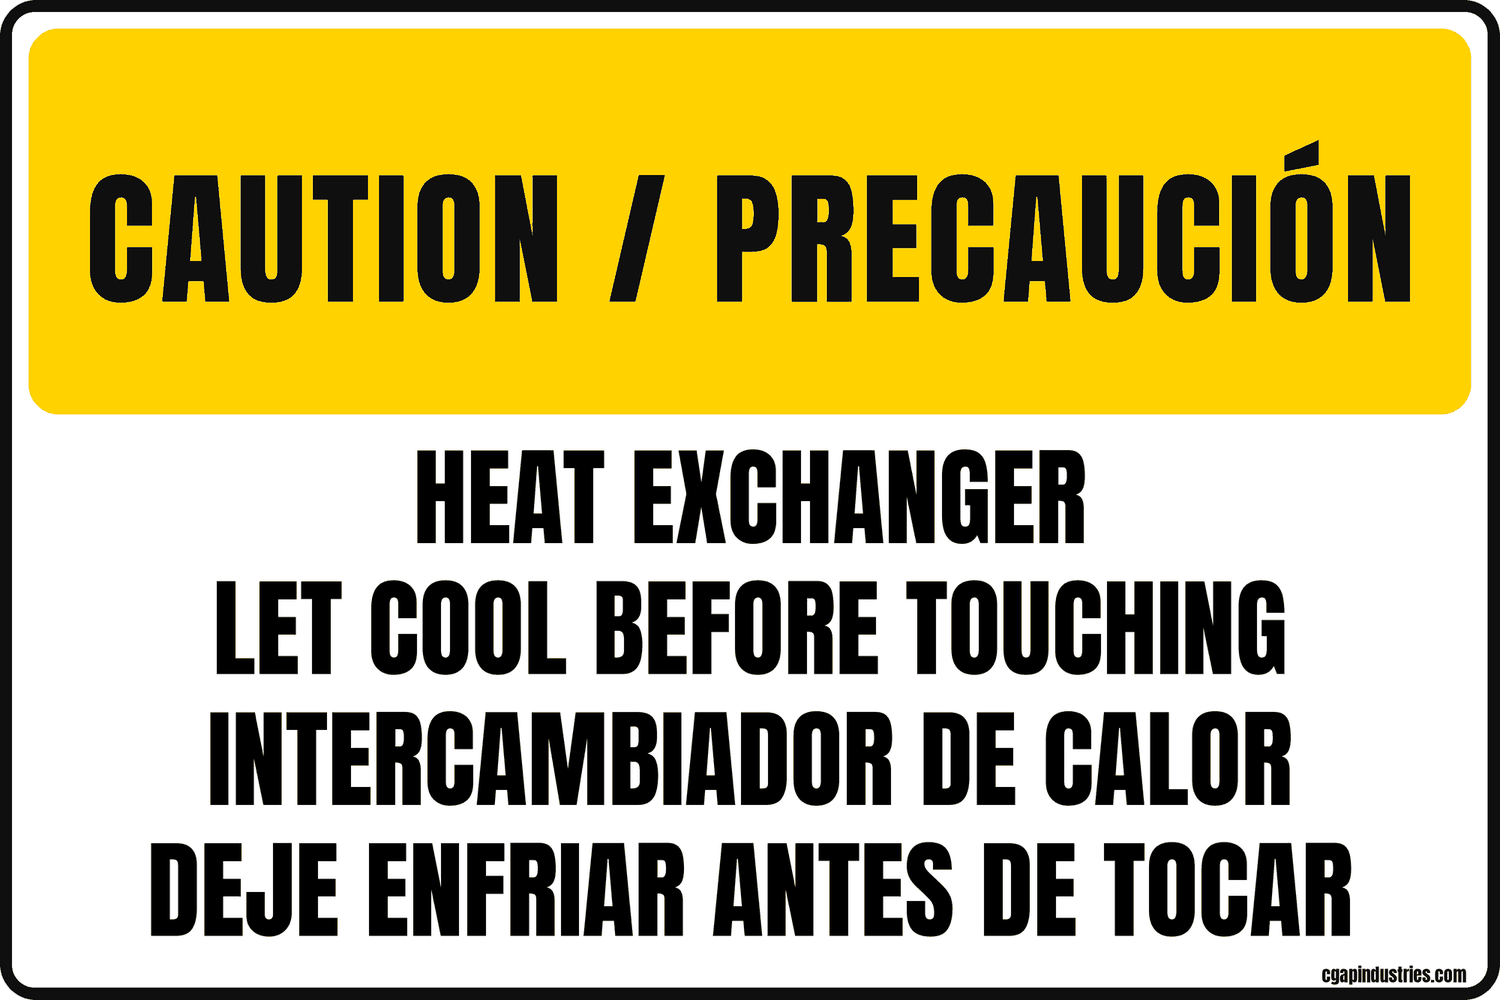 CAUTION / PRECAUCIÓN
HEAT EXCHANGER
LET COOL BEFORE TOUCHING
INTERCAMBIADOR DE CALOR
DEJE ENFRIAR ANTES DE TOCAR
cgapindustries.com